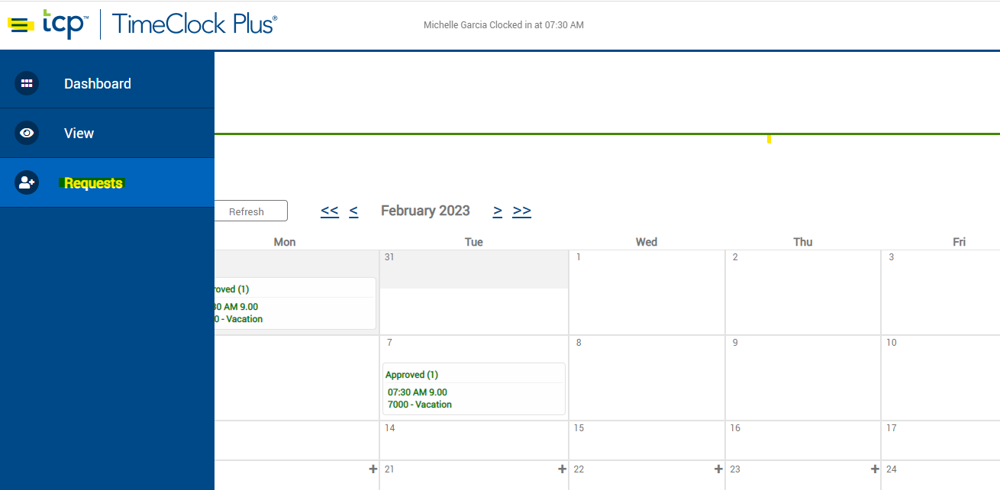 tcp™ TimeClock Plus®
Michelle Garcia Clocked in at 07:30 AM
Dashboard
View
Requests
Refresh
<< < February 2023 > >>
Mon Tue Wed Thu Fri
31 1 2 3
roved (1)
30 AM 9.00
0 - Vacation
7 8 9 10
Approved (1)
07:30 AM 9.00
7000 - Vacation
14 15 16 17
+ 21 + 22 + 23 + 24